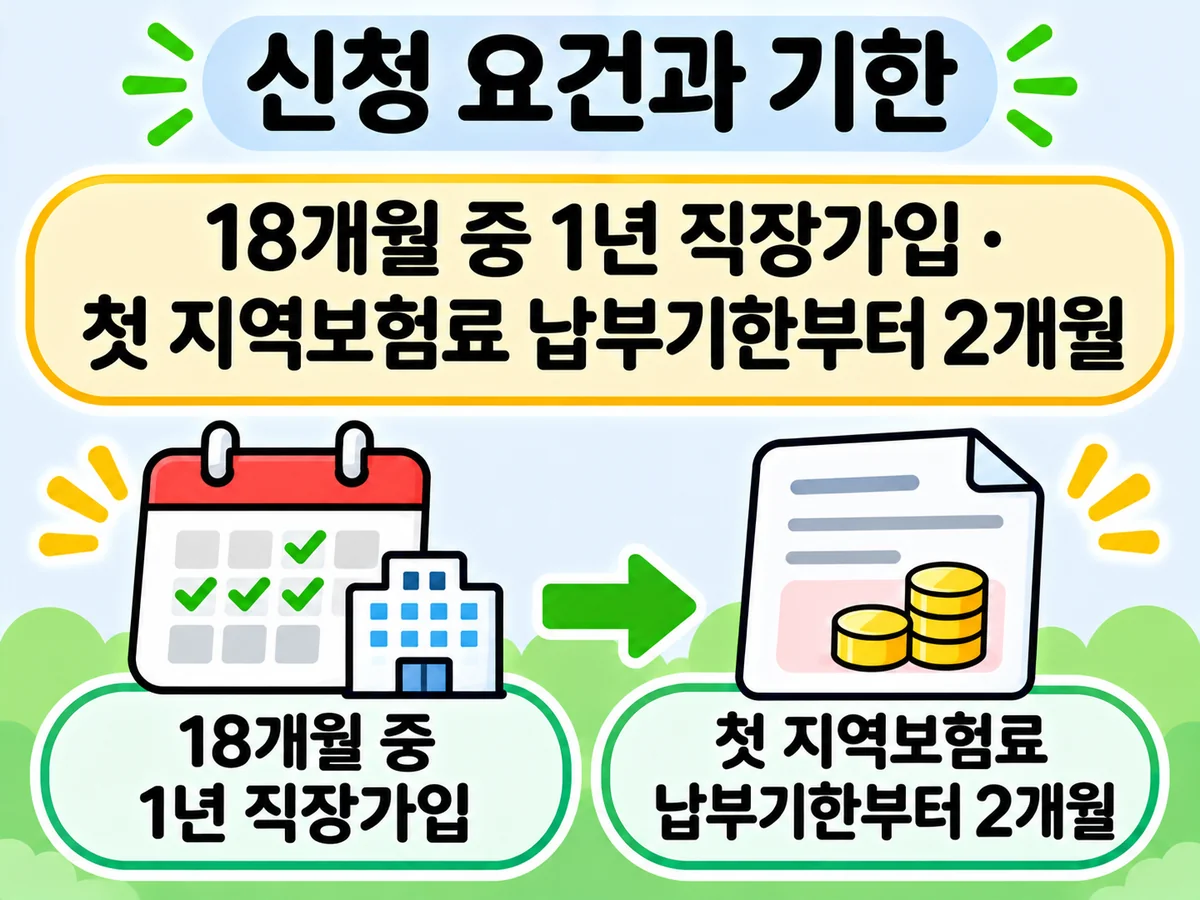 신청 요건과 기한
18개월 중 1년 직장가입·
첫 지역보험료 납부기한부터 2개월
18개월 중
1년 직장가입
첫 지역보험료
납부기한부터 2개월